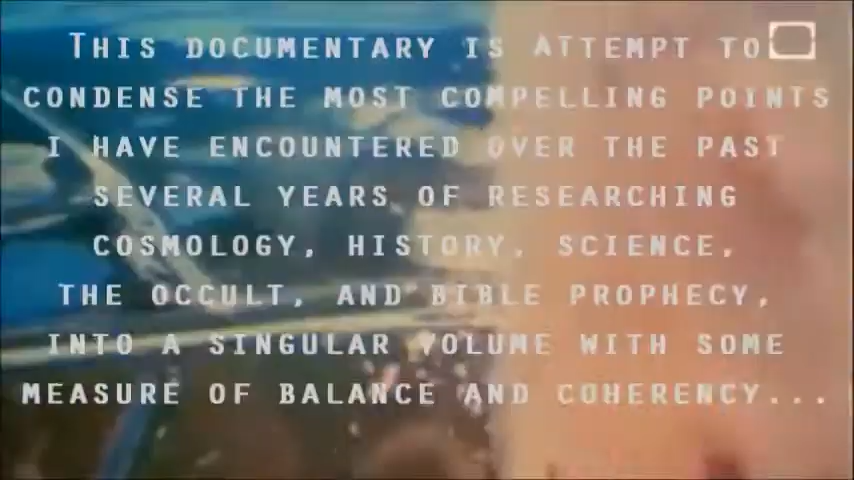 THIS DOCUMENTARY IS ATTEMPT TO
CONDENSE THE MOST COMPELLING POINTS
I HAVE ENCOUNTERED OVER THE PAST
SEVERAL YEARS OF RESEARCHING
COSMOLOGY, HISTORY, SCIENCE,
THE OCCULT, AND BIBLE PROPHECY,
INTO A SINGULAR VOLUME WITH SOME
MEASURE OF BALANCE AND COHERENCY...